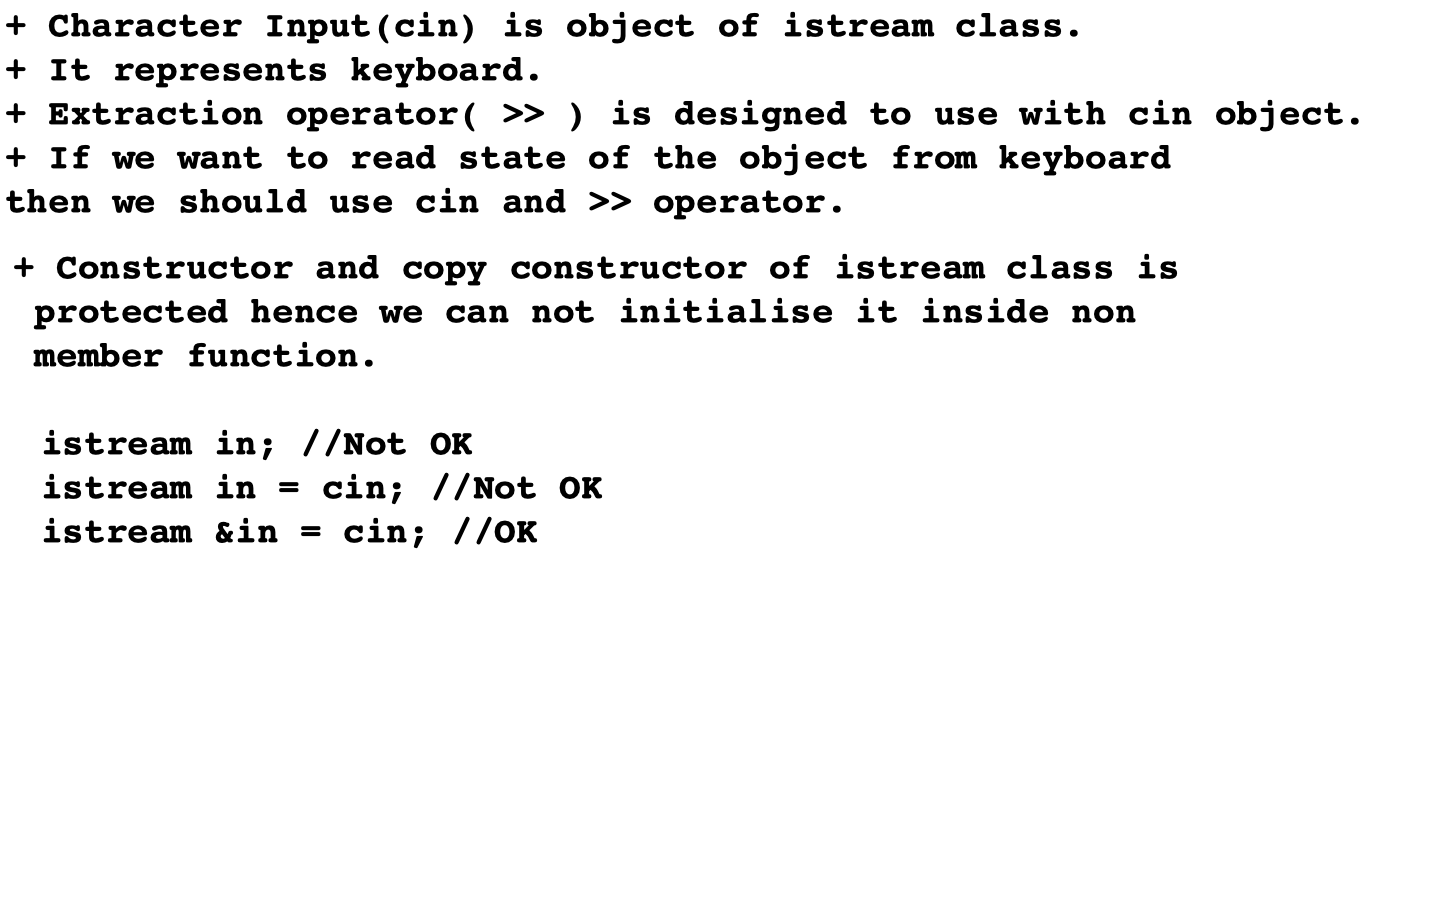 + Character Input(cin) is object of istream class.
+ It represents keyboard.
+ Extraction operator( >> ) is designed to use with cin object.
+ If we want to read state of the object from keyboard
then we should use cin and >> operator.
+ Constructor and copy constructor of istream class is
protected hence we can not initialise it inside non
member function.
istream in; //Not OK
istream in = cin; //Not OK
istream &in = cin; //OK